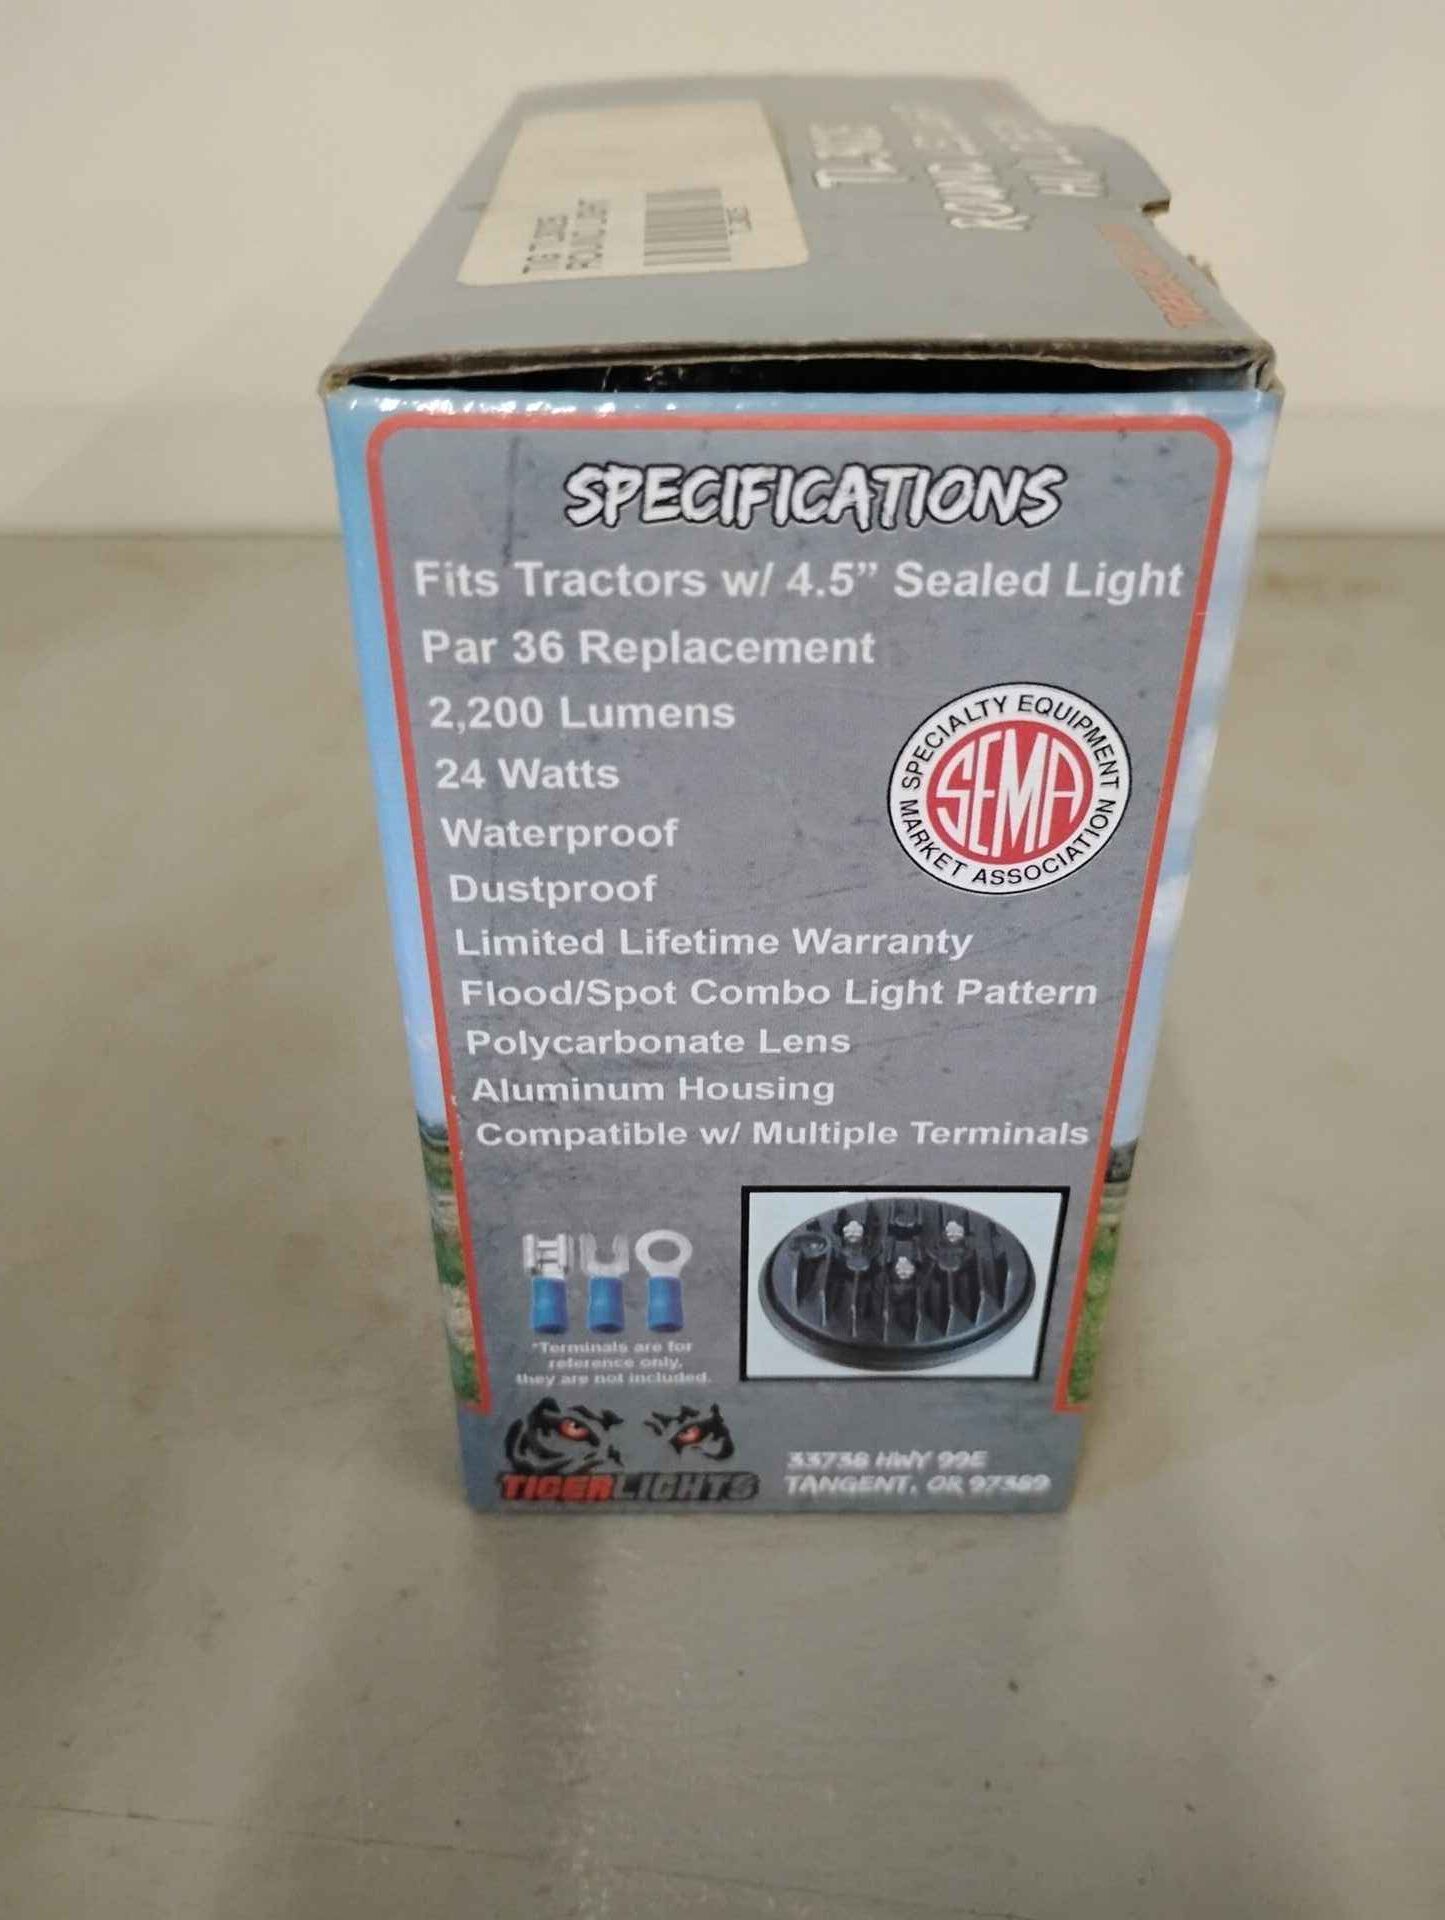 ROUND LIGHT
SPECIFICATIONS
Fits Tractors w/ 4.5" Sealed Light
Par 36 Replacement
2,200 Lumens
24 Watts
Waterproof
Dustproof
Limited Lifetime Warranty
Flood/Spot Combo Light Pattern
Polycarbonate Lens
Aluminum Housing
Compatible w/ Multiple Terminals
SPECIALTY EQUIPMENT
SEMA
MARKET ASSOCIATION
*Terminals are for
reference only,
they are not included.
TIGERLIGHTS
33738 HWY 99E
TANGENT, OR 97389